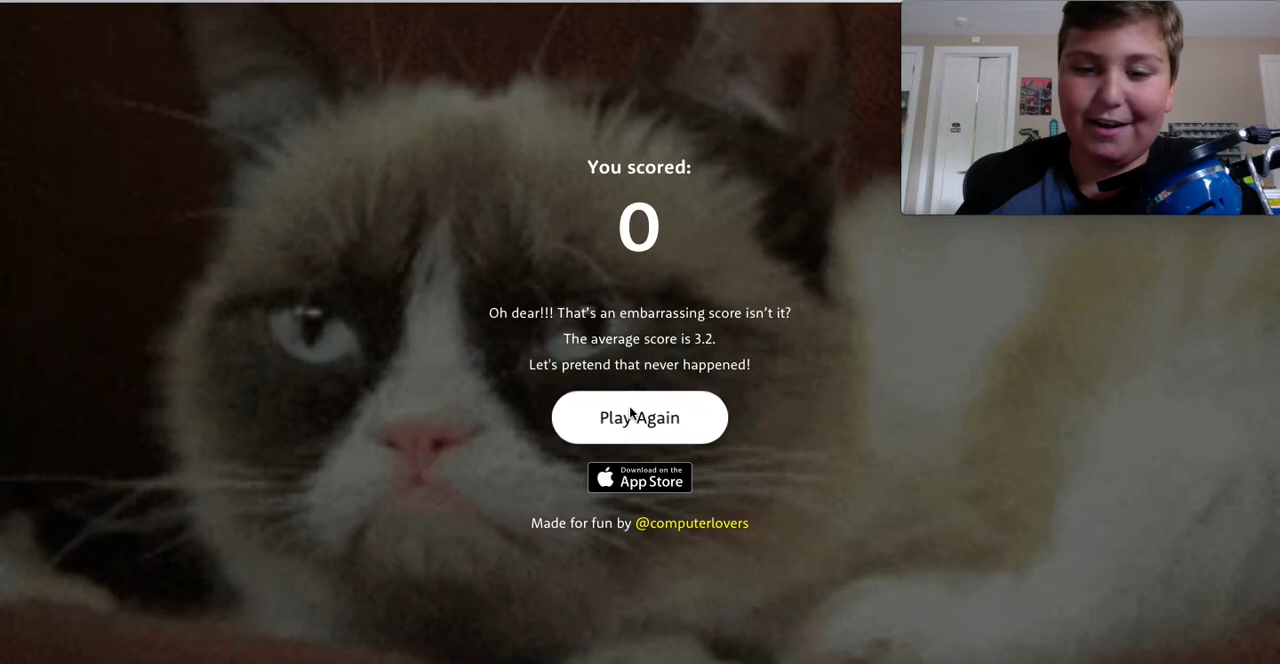 You scored:
0
Oh dear!!! That's an embarrassing score isn't it?
The average score is 3.2.
Let's pretend that never happened!
Play Again
Download on the
App Store
Made for fun by @computerlovers